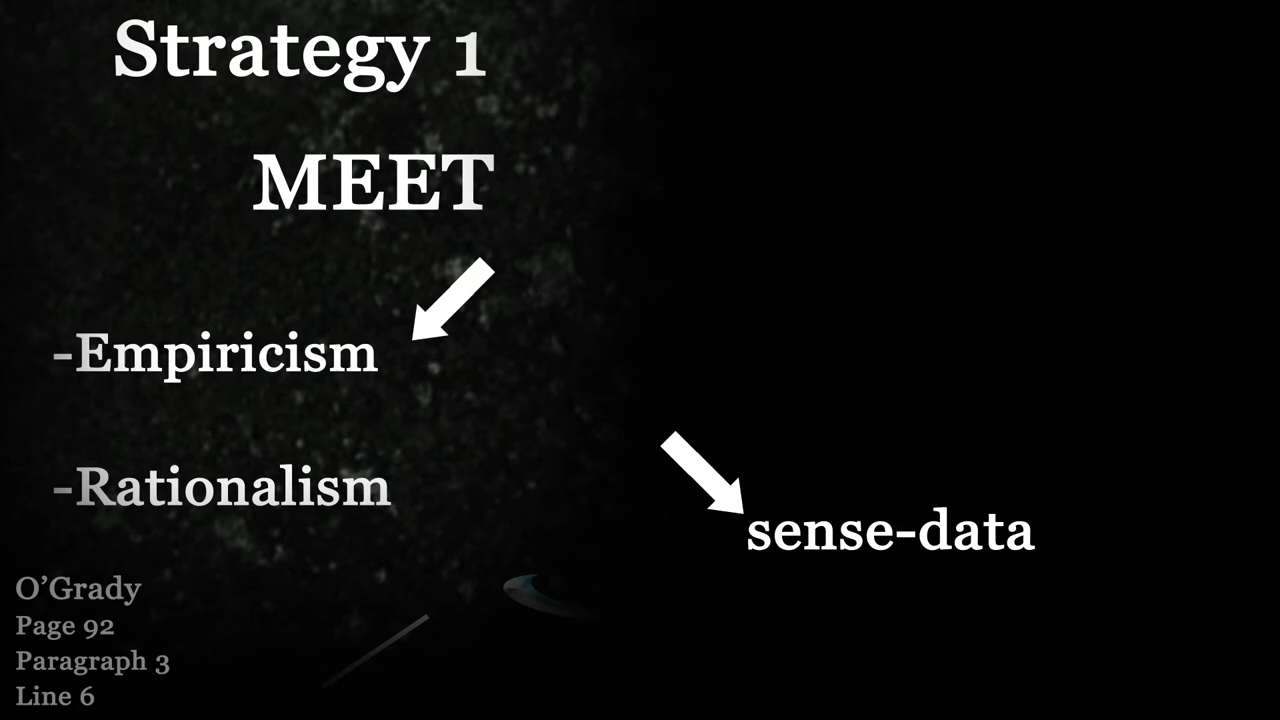 Strategy 1
MEET
-Empiricism
-Rationalism
sense-data
O’Grady
Page 92
Paragraph 3
Line 6